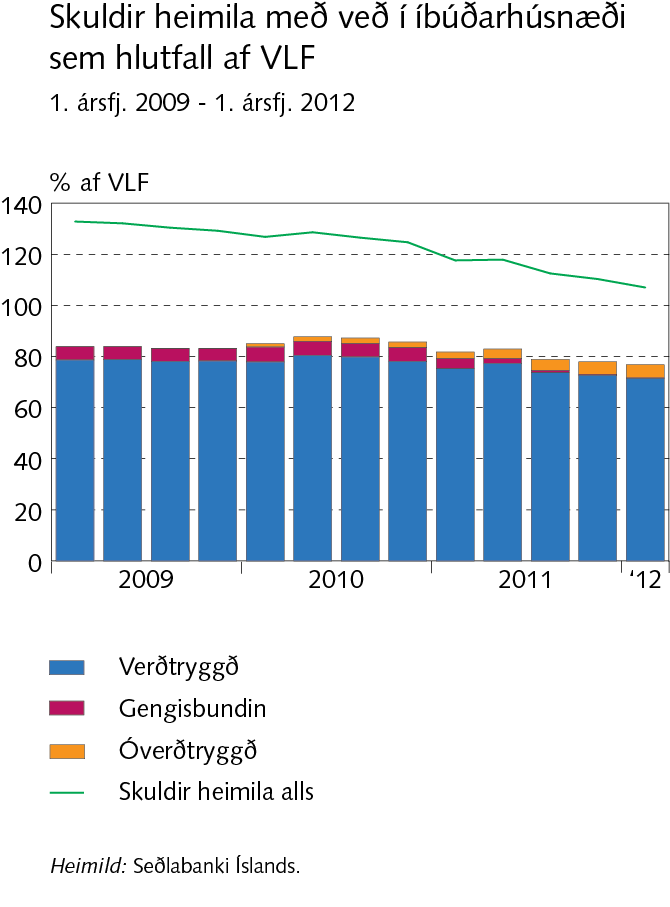 Skuldir heimila með veð í íbúðarhúsnæði
sem hlutfall af VLF
1. ársfj. 2009 - 1. ársfj. 2012
% af VLF
140
120
100
80
60
40
20
0
2009 2010 2011 '12
Verðtryggð
Gengisbundin
Óverðtryggð
Skuldir heimila alls
Heimild: Seðlabanki Íslands.